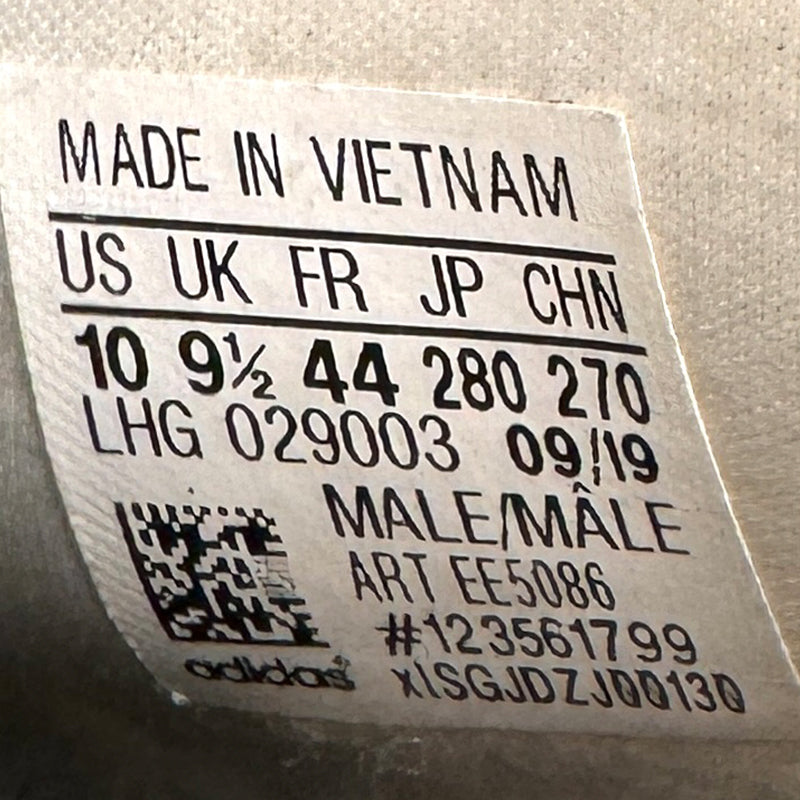 MADE IN VIETNAM
US UK FR JP CHN
10 9½ 44 280 270
LHG 029003 09/19
MALE/MÂLE
ART EE5086
#123561799
adidas x1SGJDZJ00130